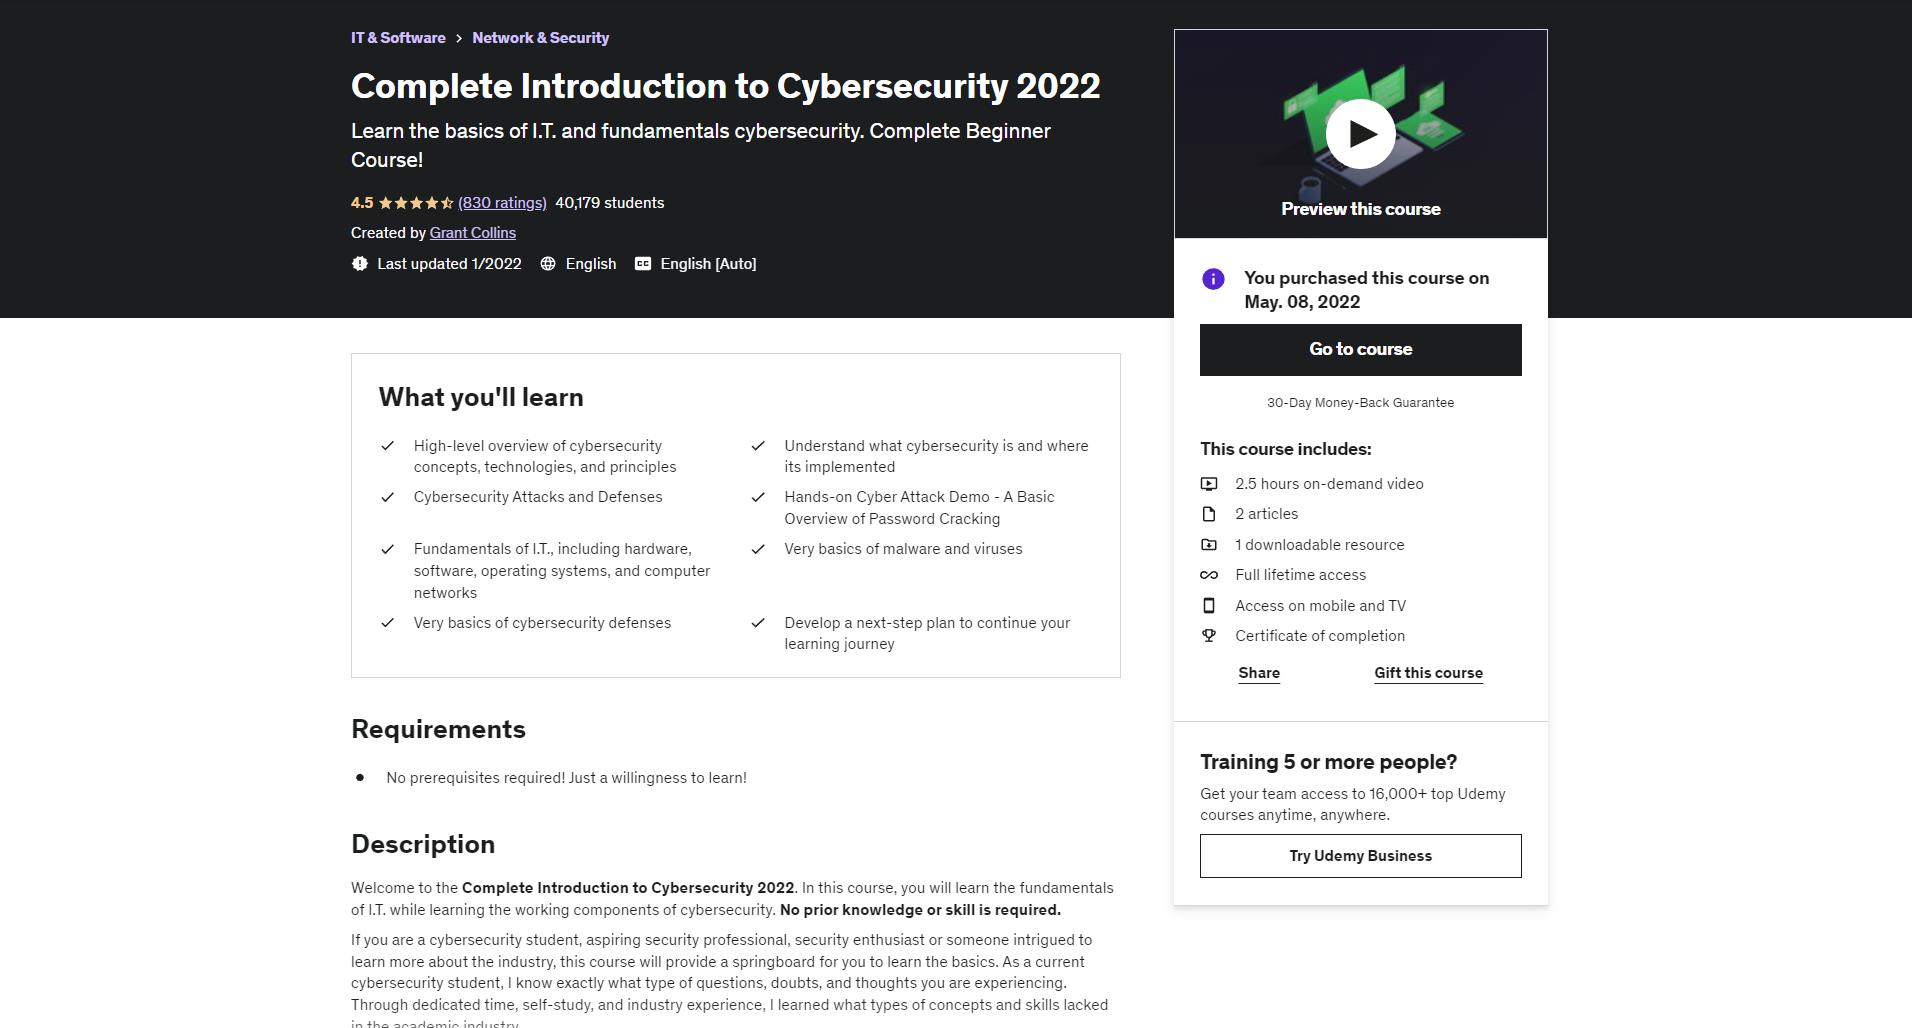 IT & Software > Network & Security
Complete Introduction to Cybersecurity 2022
Learn the basics of I.T. and fundamentals cybersecurity. Complete Beginner
Course!
4.5 (830 ratings) 40,179 students
Created by Grant Collins
Last updated 1/2022 English CC English [Auto]
Preview this course
You purchased this course on
May. 08, 2022
Go to course
30-Day Money-Back Guarantee
This course includes:
2.5 hours on-demand video
2 articles
1 downloadable resource
Full lifetime access
Access on mobile and TV
Certificate of completion
Share Gift this course
Training 5 or more people?
Get your team access to 16,000+ top Udemy
courses anytime, anywhere.
Try Udemy Business
What you'll learn
High-level overview of cybersecurity
concepts, technologies, and principles
Understand what cybersecurity is and where
its implemented
Cybersecurity Attacks and Defenses
Hands-on Cyber Attack Demo - A Basic
Overview of Password Cracking
Fundamentals of I.T., including hardware,
software, operating systems, and computer
networks
Very basics of malware and viruses
Very basics of cybersecurity defenses
Develop a next-step plan to continue your
learning journey
Requirements
No prerequisites required! Just a willingness to learn!
Description
Welcome to the Complete Introduction to Cybersecurity 2022. In this course, you will learn the fundamentals
of I.T. while learning the working components of cybersecurity. No prior knowledge or skill is required.
If you are a cybersecurity student, aspiring security professional, security enthusiast or someone intrigued to
learn more about the industry, this course will provide a springboard for you to learn the basics. As a current
cybersecurity student, I know exactly what type of questions, doubts, and thoughts you are experiencing.
Through dedicated time, self-study, and industry experience, I learned what types of concepts and skills lacked
in the academic industry.